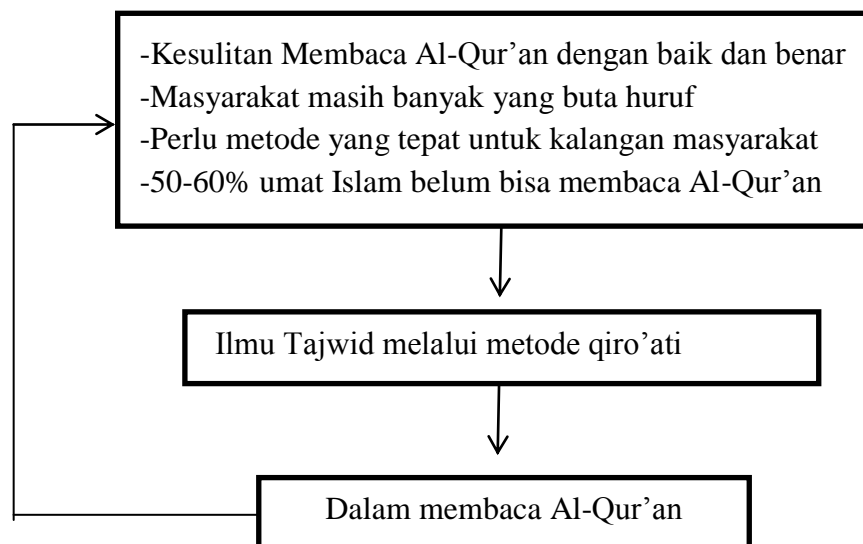 -Kesulitan Membaca Al-Qur’an dengan baik dan benar
-Masyarakat masih banyak yang buta huruf
-Perlu metode yang tepat untuk kalangan masyarakat
-50-60% umat Islam belum bisa membaca Al-Qur’an
Ilmu Tajwid melalui metode qiro’ati
Dalam membaca Al-Qur’an